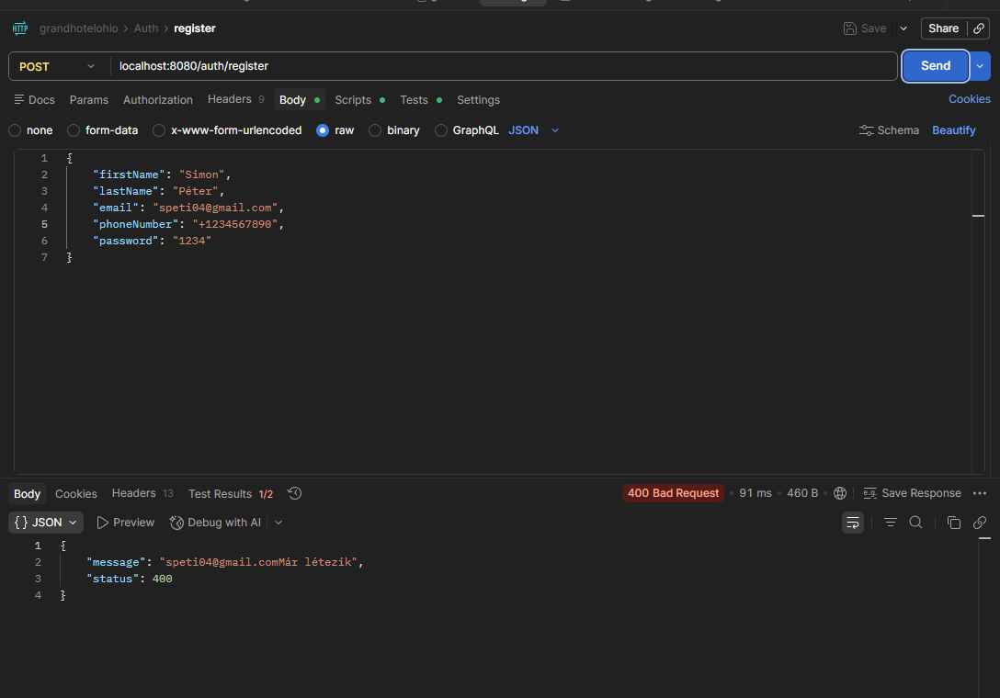 HTTP grandhotelohio > Auth > register Save Share
POST localhost:8080/auth/register Send
Docs Params Authorization Headers 9 Body Scripts Tests Settings Cookies
none form-data x-www-form-urlencoded raw binary GraphQL JSON Schema Beautify
1 {
2 "firstName": "Simon",
3 "lastName": "Péter",
4 "email": "speti04@gmail.com",
5 "phoneNumber": "+1234567890",
6 "password": "1234"
7 }
Body Cookies Headers 13 Test Results 1/2 400 Bad Request • 91 ms • 460 B • e.g. Save Response
{} JSON Preview Debug with AI
1 {
2 "message": "speti04@gmail.comMár létezik",
3 "status": 400
4 }